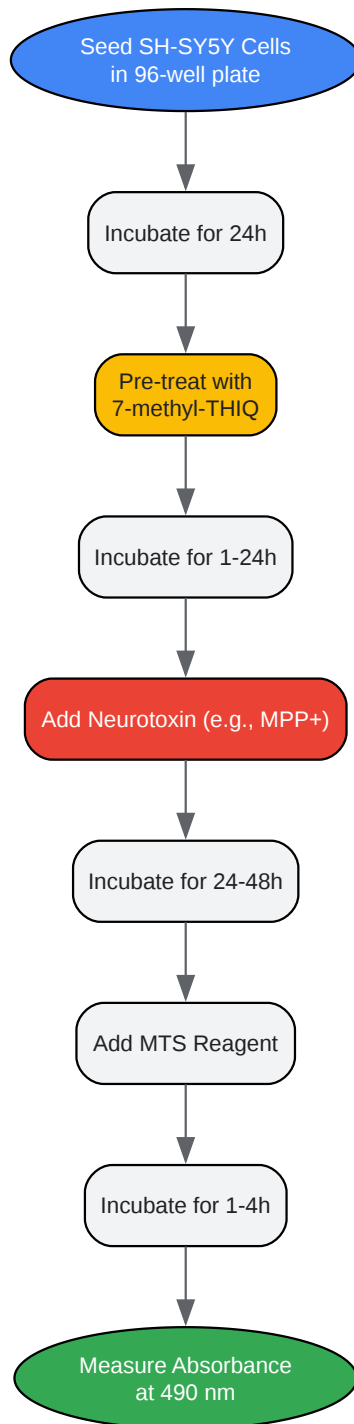 Seed SH-SY5Y Cells
in 96-well plate
Incubate for 24h
Pre-treat with
7-methyl-THIQ
Incubate for 1-24h
Add Neurotoxin (e.g., MPP+)
Incubate for 24-48h
Add MTS Reagent
Incubate for 1-4h
Measure Absorbance
at 490 nm